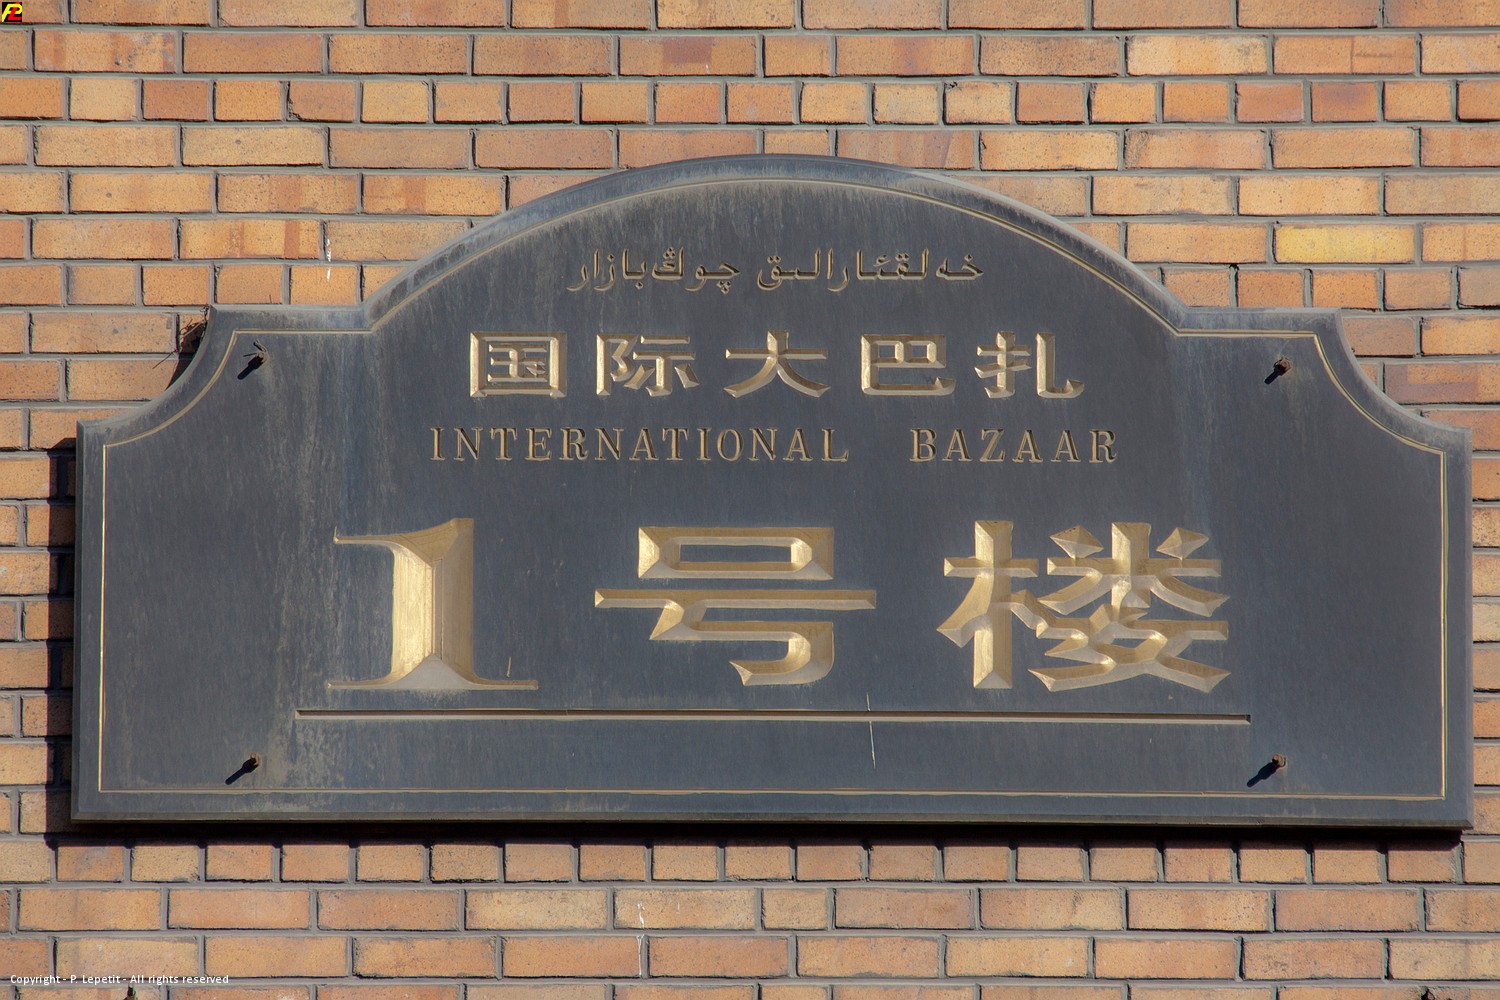 خەلقئارالىق چوڭ بازار
国际大巴扎
INTERNATIONAL BAZAAR
1号楼
Copyright - P. Lepetit - All rights reserved